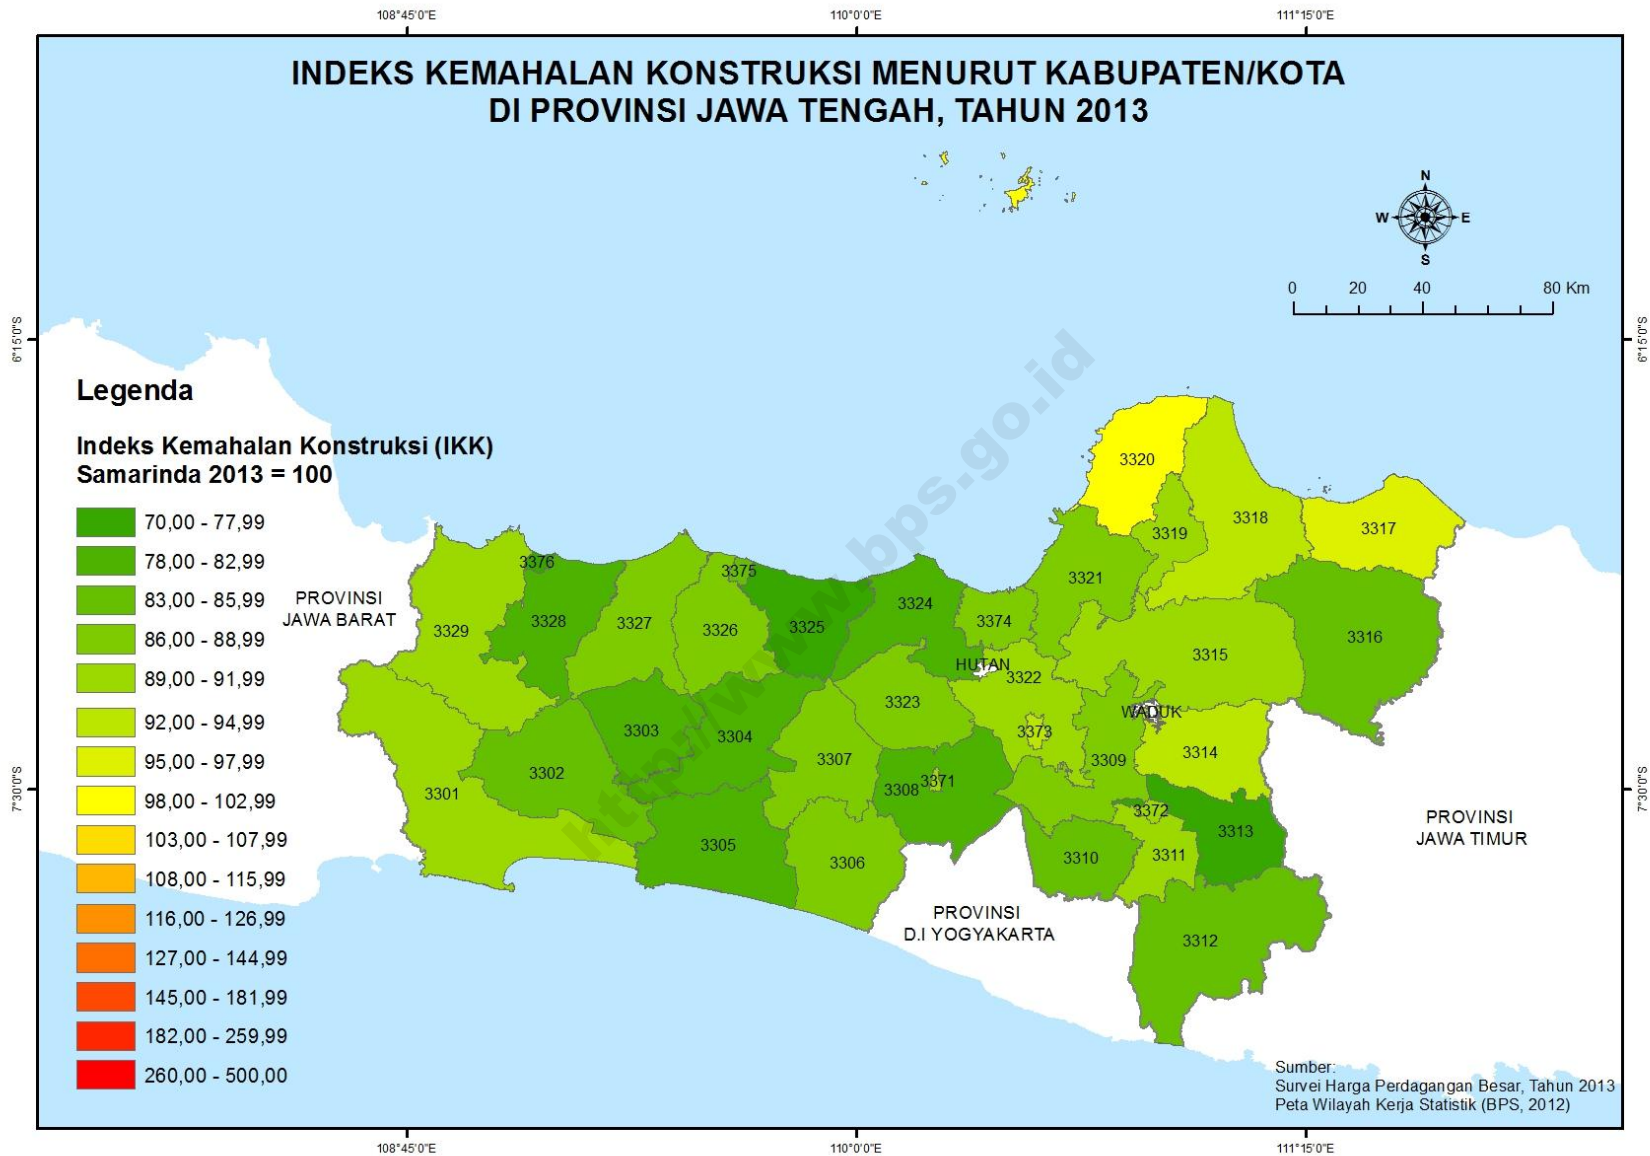 108°45'0"E
110°0'0"E
111°15'0"E
INDEKS KEMAHALAN KONSTRUKSI MENURUT KABUPATEN/KOTA
DI PROVINSI JAWA TENGAH, TAHUN 2013
N
W E
S
0 20 40 80 Km
6°15'0"S
6°15'0"S
Legenda
Indeks Kemahalan Konstruksi (IKK)
Samarinda 2013 = 100
70,00 - 77,99
78,00 - 82,99
83,00 - 85,99
86,00 - 88,99
89,00 - 91,99
92,00 - 94,99
95,00 - 97,99
98,00 - 102,99
103,00 - 107,99
108,00 - 115,99
116,00 - 126,99
127,00 - 144,99
145,00 - 181,99
182,00 - 259,99
260,00 - 500,00
PROVINSI
JAWA BARAT
3320
3318
3317
3319
3376
3375
3321
3329
3328
3327
3326
3325
3324
3374
3316
3315
HUTAN
3322
3323
WADUK
3303
3304
3373
3314
3302
3307
3309
3301
3308
3371
7°30'0"S
7°30'0"S
3372
3313
3305
3306
3310
3311
PROVINSI
JAWA TIMUR
PROVINSI
D.I YOGYAKARTA
3312
http://www.bps.go.id
Sumber:
Survei Harga Perdagangan Besar, Tahun 2013
Peta Wilayah Kerja Statistik (BPS, 2012)
108°45'0"E
110°0'0"E
111°15'0"E